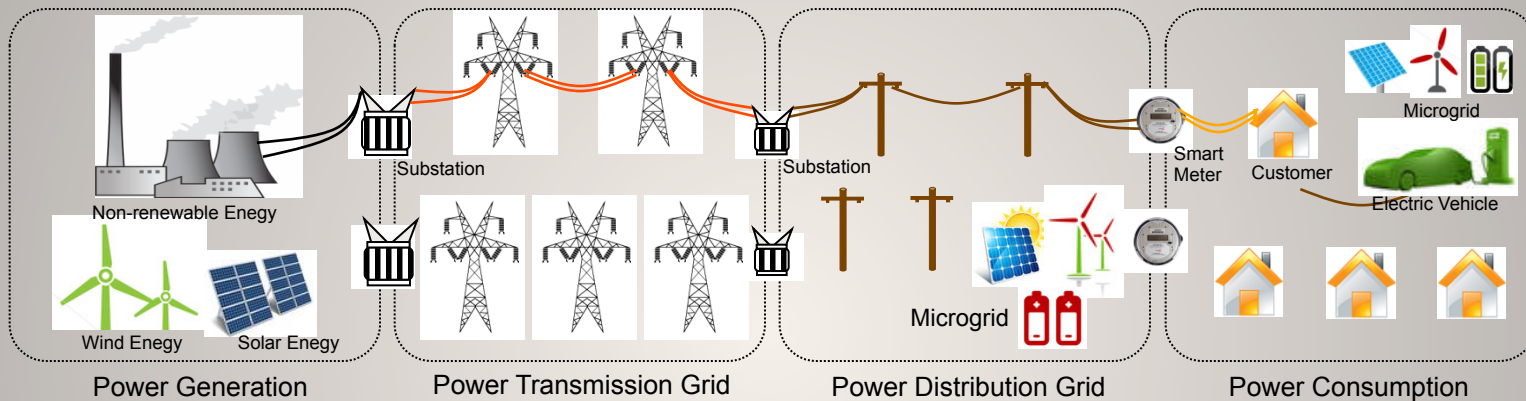 Non-renewable Enegy
Wind Enegy
Solar Enegy
Power Generation
Substation
Power Transmission Grid
Substation
Microgrid
Power Distribution Grid
Smart
Meter
Customer
Microgrid
Electric Vehicle
Power Consumption